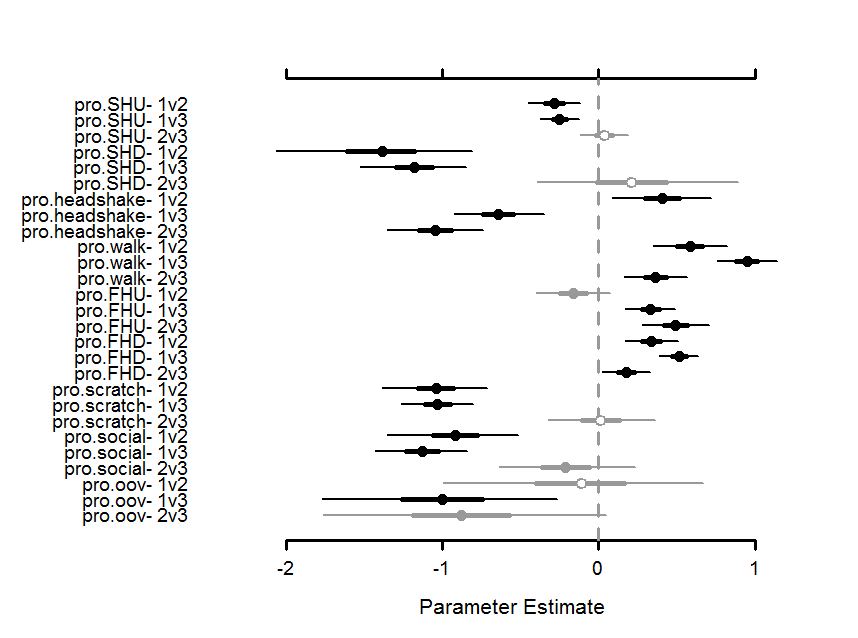 pro.SHU- 1v2
pro.SHU- 1v3
pro.SHU- 2v3
pro.SHD- 1v2
pro.SHD- 1v3
pro.SHD- 2v3
pro.headshake- 1v2
pro.headshake- 1v3
pro.headshake- 2v3
pro.walk- 1v2
pro.walk- 1v3
pro.walk- 2v3
pro.FHU- 1v2
pro.FHU- 1v3
pro.FHU- 2v3
pro.FHD- 1v2
pro.FHD- 1v3
pro.FHD- 2v3
pro.scratch- 1v2
pro.scratch- 1v3
pro.scratch- 2v3
pro.social- 1v2
pro.social- 1v3
pro.social- 2v3
pro.oov- 1v2
pro.oov- 1v3
pro.oov- 2v3
-2 -1 0 1
Parameter Estimate